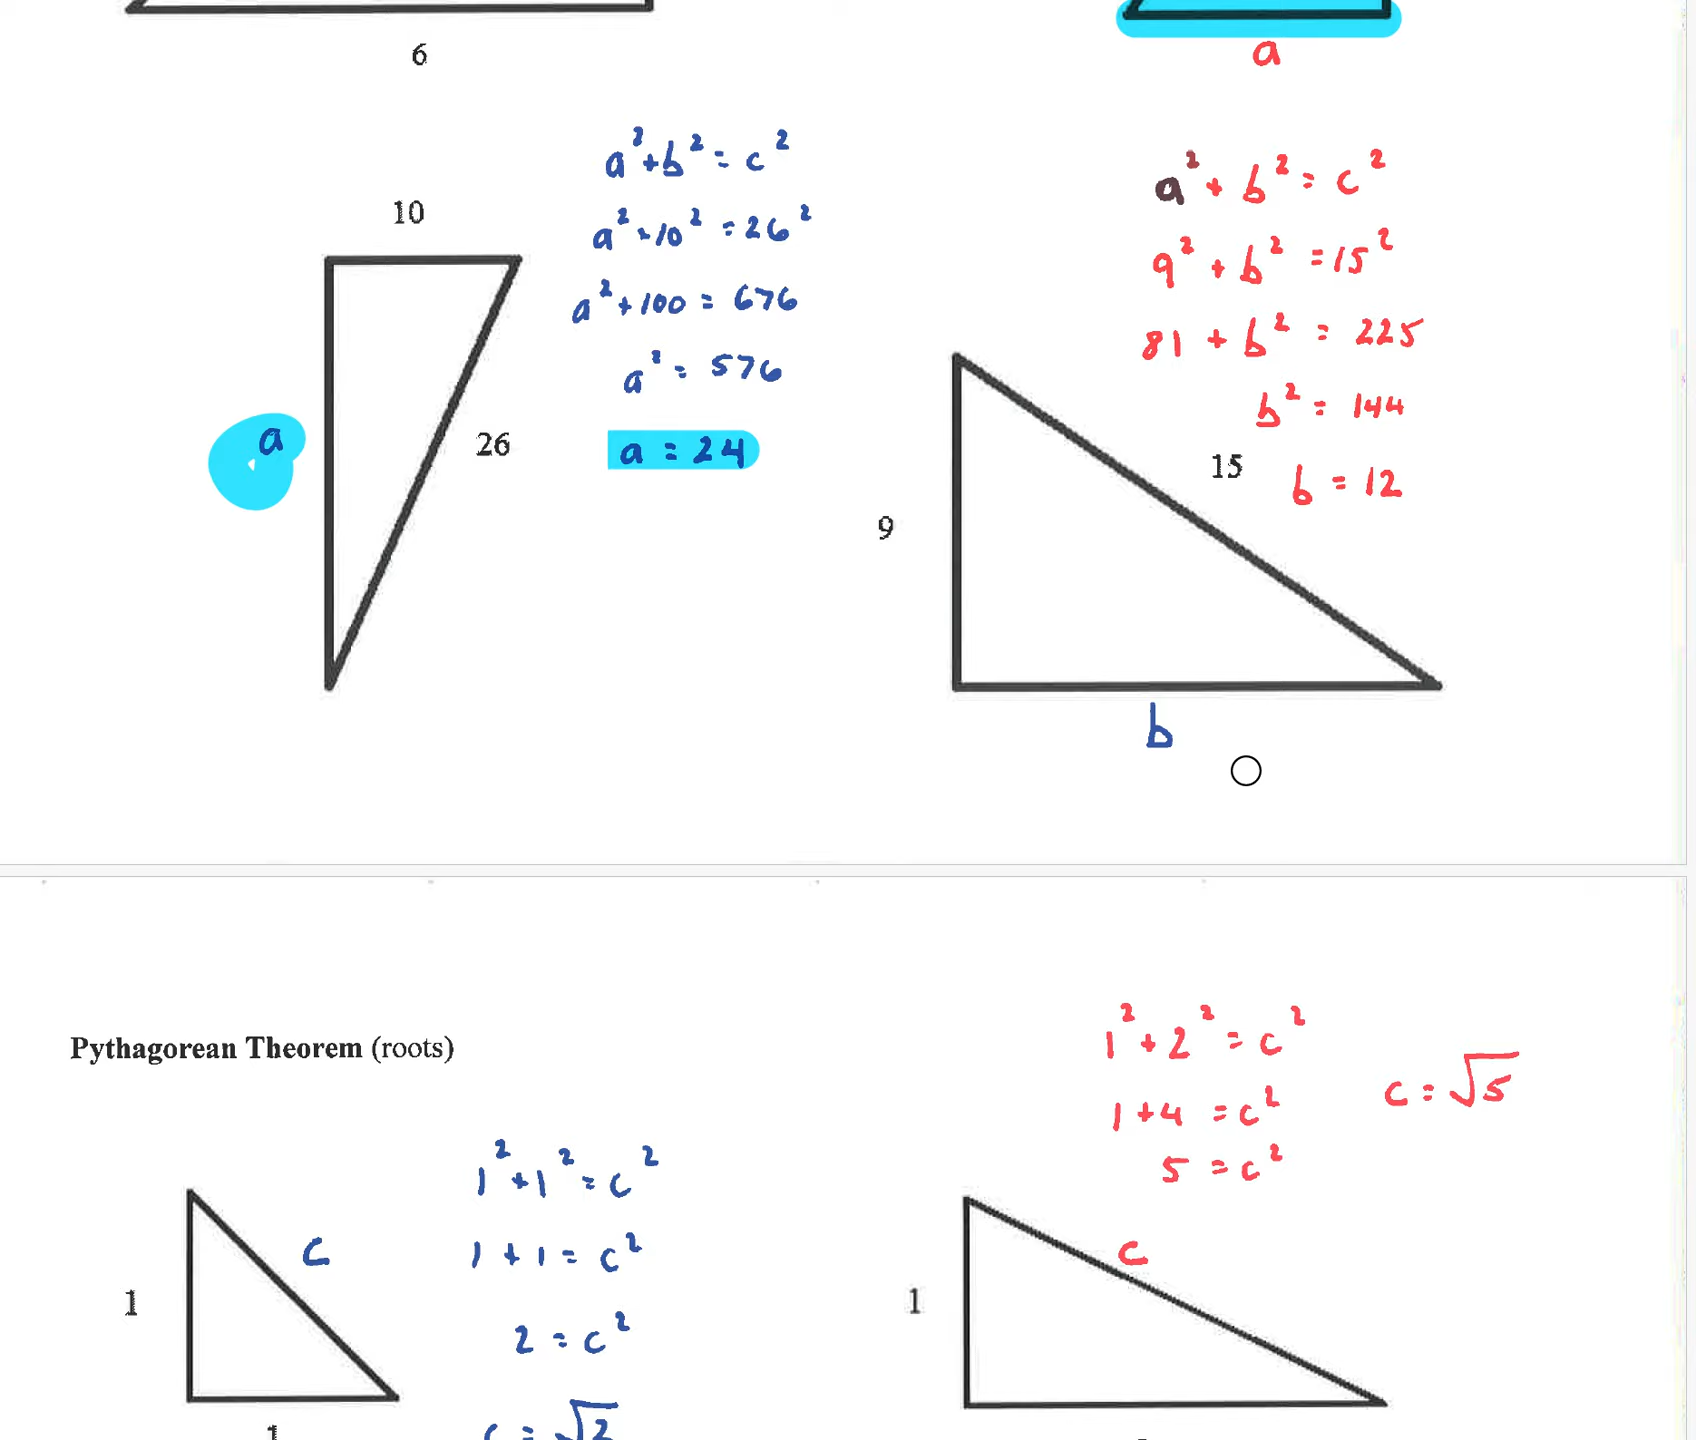 6
a
10
a
26
a² + b² = c²
a² + 10² = 26²
a² + 100 = 676
a² = 576
a = 24
a² + b² = c²
9² + b² = 15²
81 + b² = 225
b² = 144
b = 12
15
9
b
Pythagorean Theorem (roots)
1
c
1
1² + 1² = c²
1 + 1 = c²
2 = c²
c = √2
1² + 2² = c²
1 + 4 = c²
5 = c²
c = √5
c
1